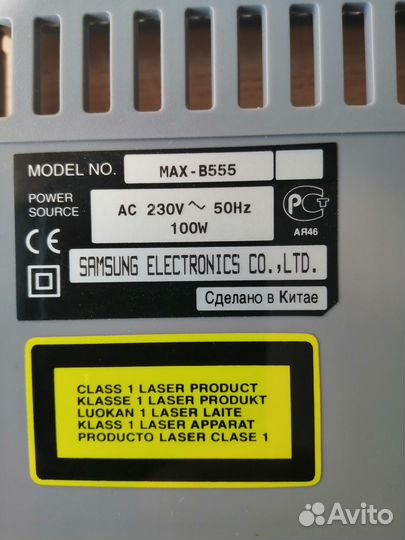 MODEL NO. MAX-B555
POWER
SOURCE
AC 230V ~ 50Hz
100W
РСТ
АЯ46
CE
SAMSUNG ELECTRONICS CO.,LTD.
Сделано в Китае
CLASS 1 LASER PRODUCT
KLASSE 1 LASER PRODUKT
LUOKAN 1 LASER LAITE
KLASS 1 LASER APPARAT
PRODUCTO LASER CLASE 1
Avito